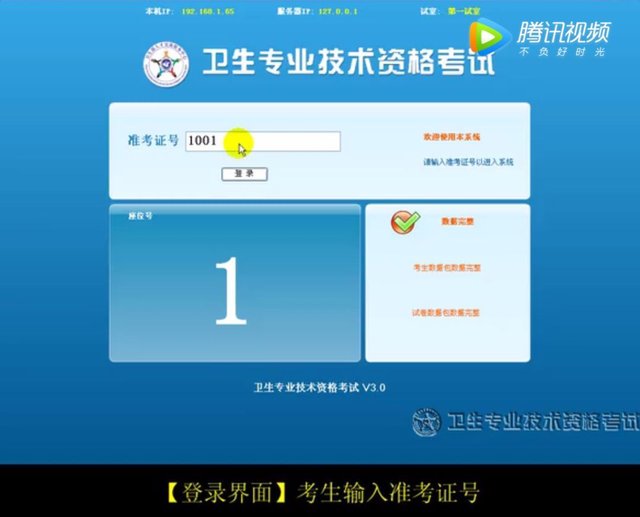 本机IP: 192.168.1.65 服务器IP: 127.0.0.1 试室: 第一试室
腾讯视频
不负好时光
卫生专业技术资格考试
准考证号 1001
欢迎使用本系统
请输入准考证号以进入系统
登录
座位号
1
数据完整
考生数据包数据完整
试卷数据包数据完整
卫生专业技术资格考试 V3.0
卫生专业技术资格考试
【登录界面】考生输入准考证号